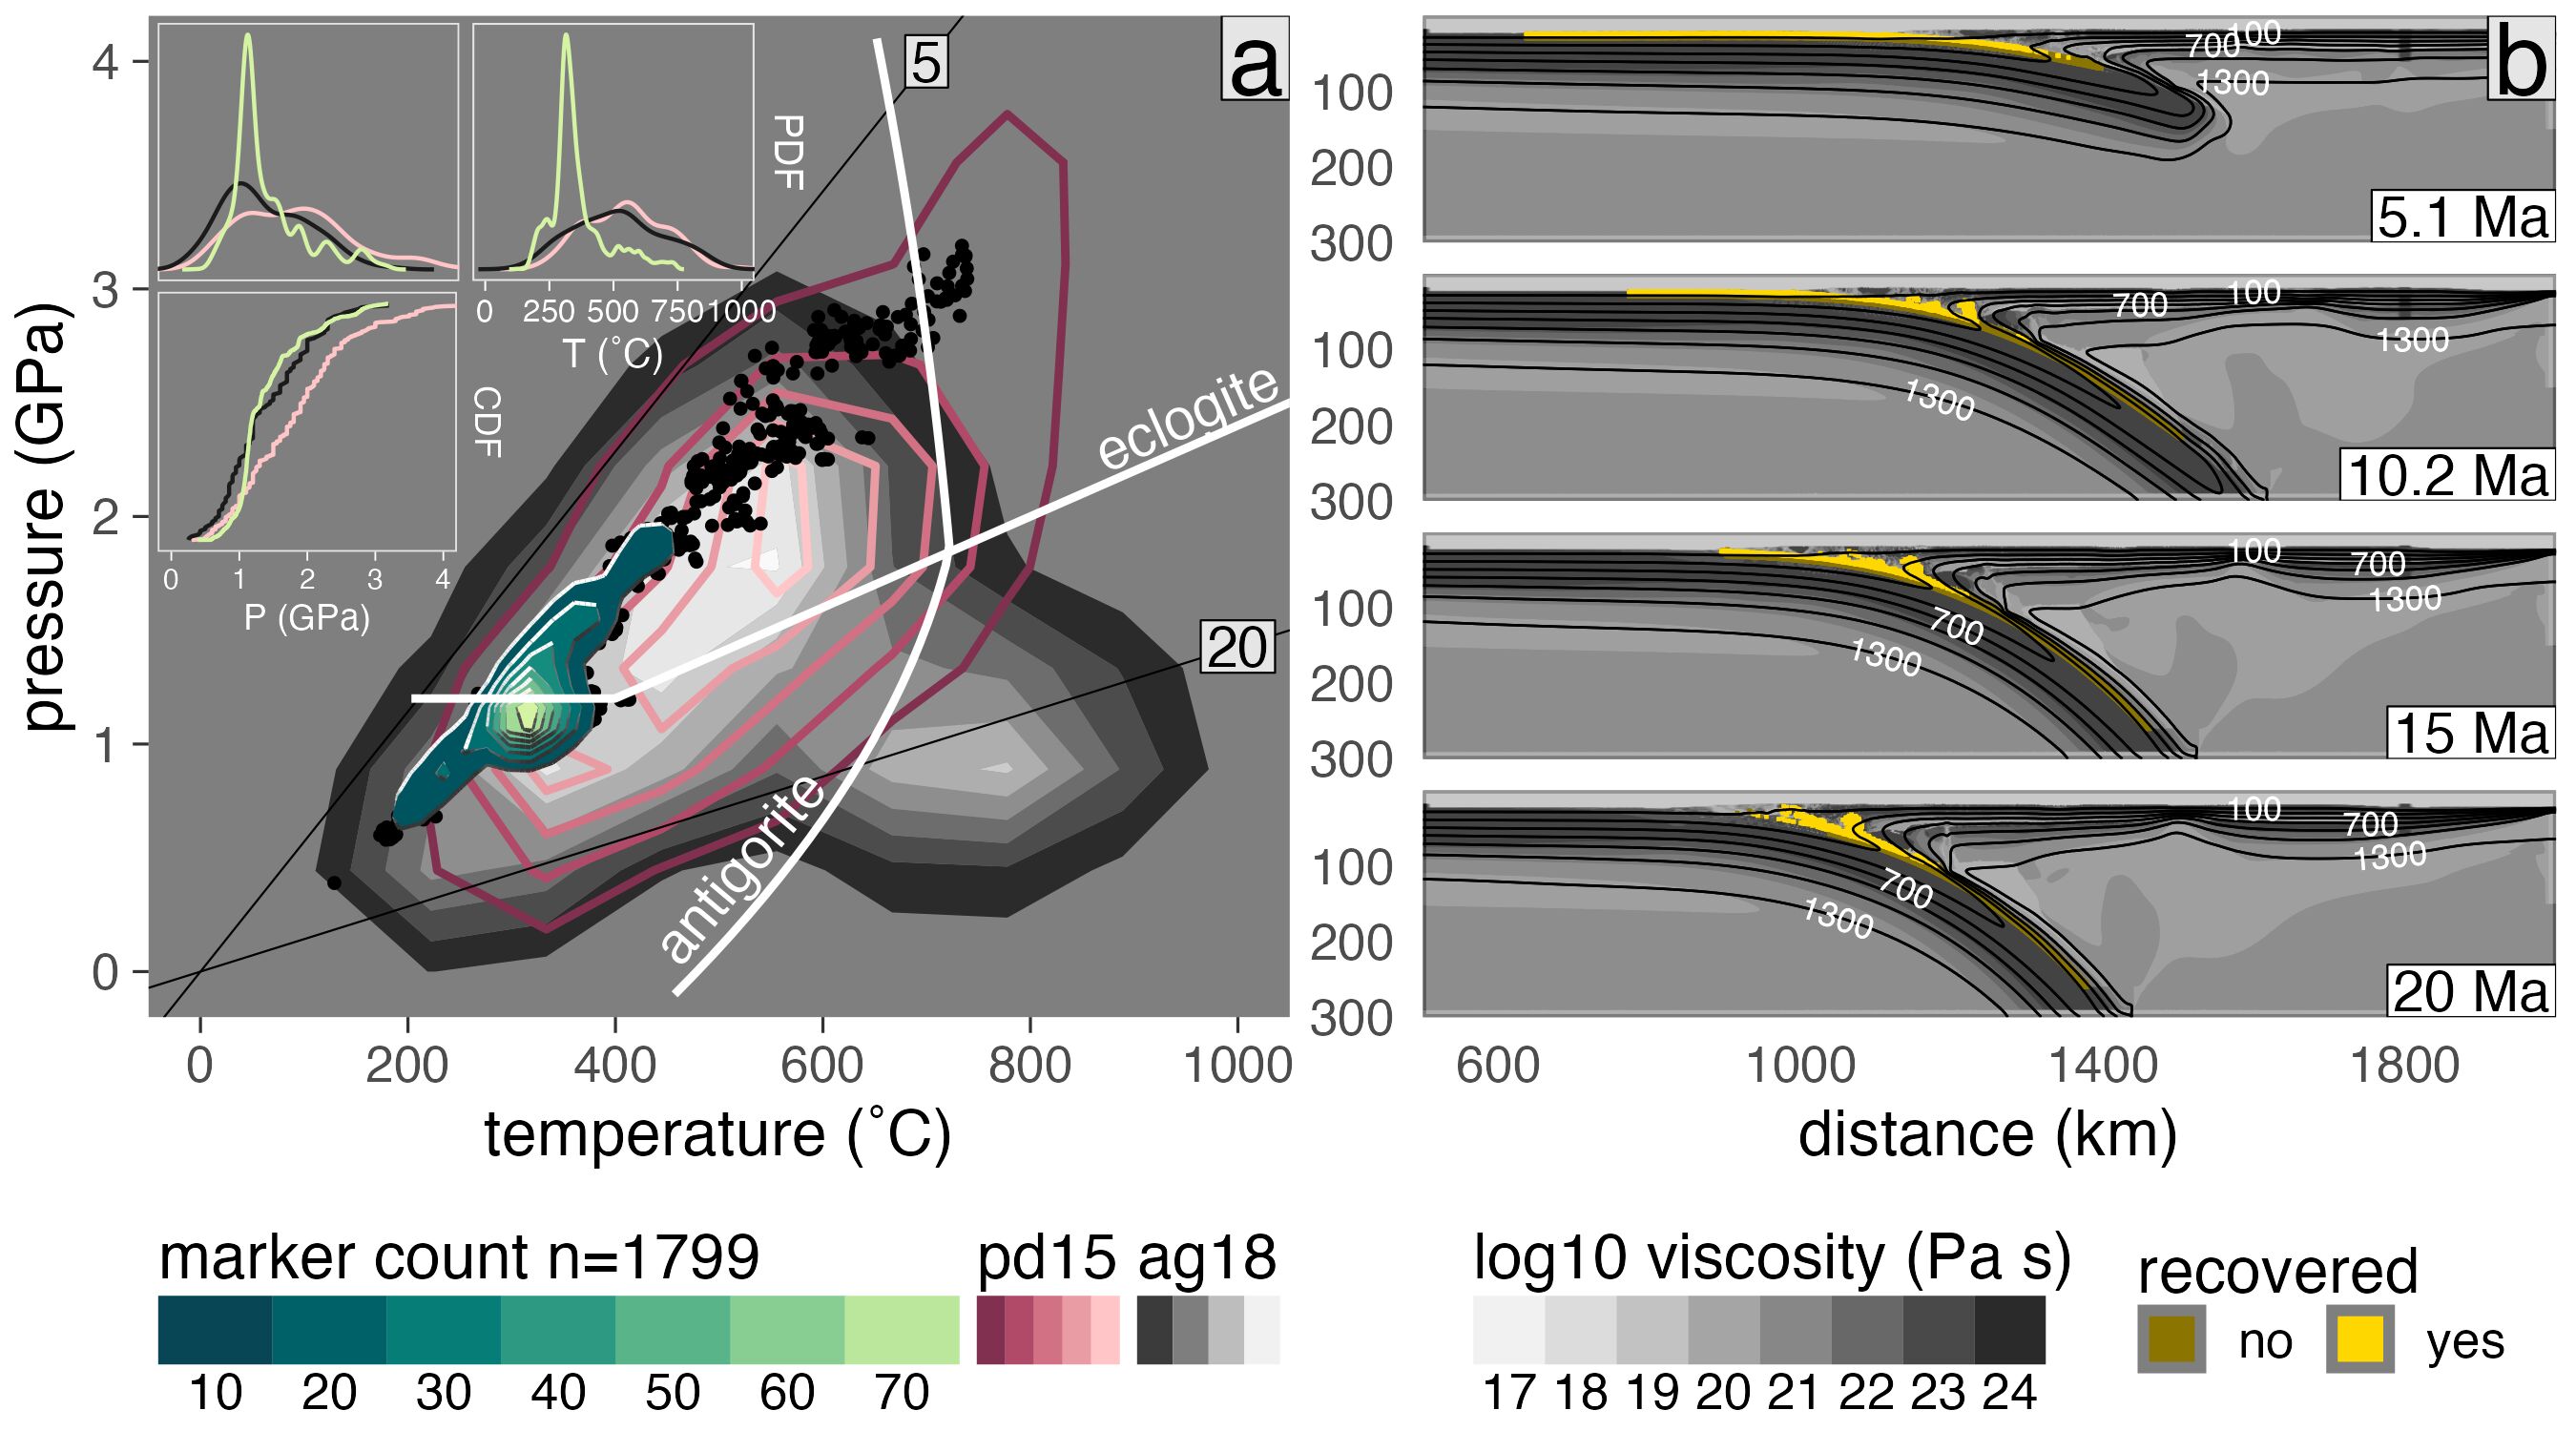 a
5
20
eclogite
antigorite
pressure (GPa)
4
3
2
1
0
0 200 400 600 800 1000
temperature (˚C)
PDF
0 250 500 750 1000
T (˚C)
CDF
0 1 2 3 4
P (GPa)
b
100
200
300
700
100
1300
5.1 Ma
100
200
300
700
100
1300
1300
10.2 Ma
100
200
300
100
700
1300
700
1300
15 Ma
100
200
300
100
700
1300
700
1300
20 Ma
600 1000 1400 1800
distance (km)
marker count n=1799
10 20 30 40 50 60 70
pd15 ag18
log10 viscosity (Pa s)
17 18 19 20 21 22 23 24
recovered
no yes